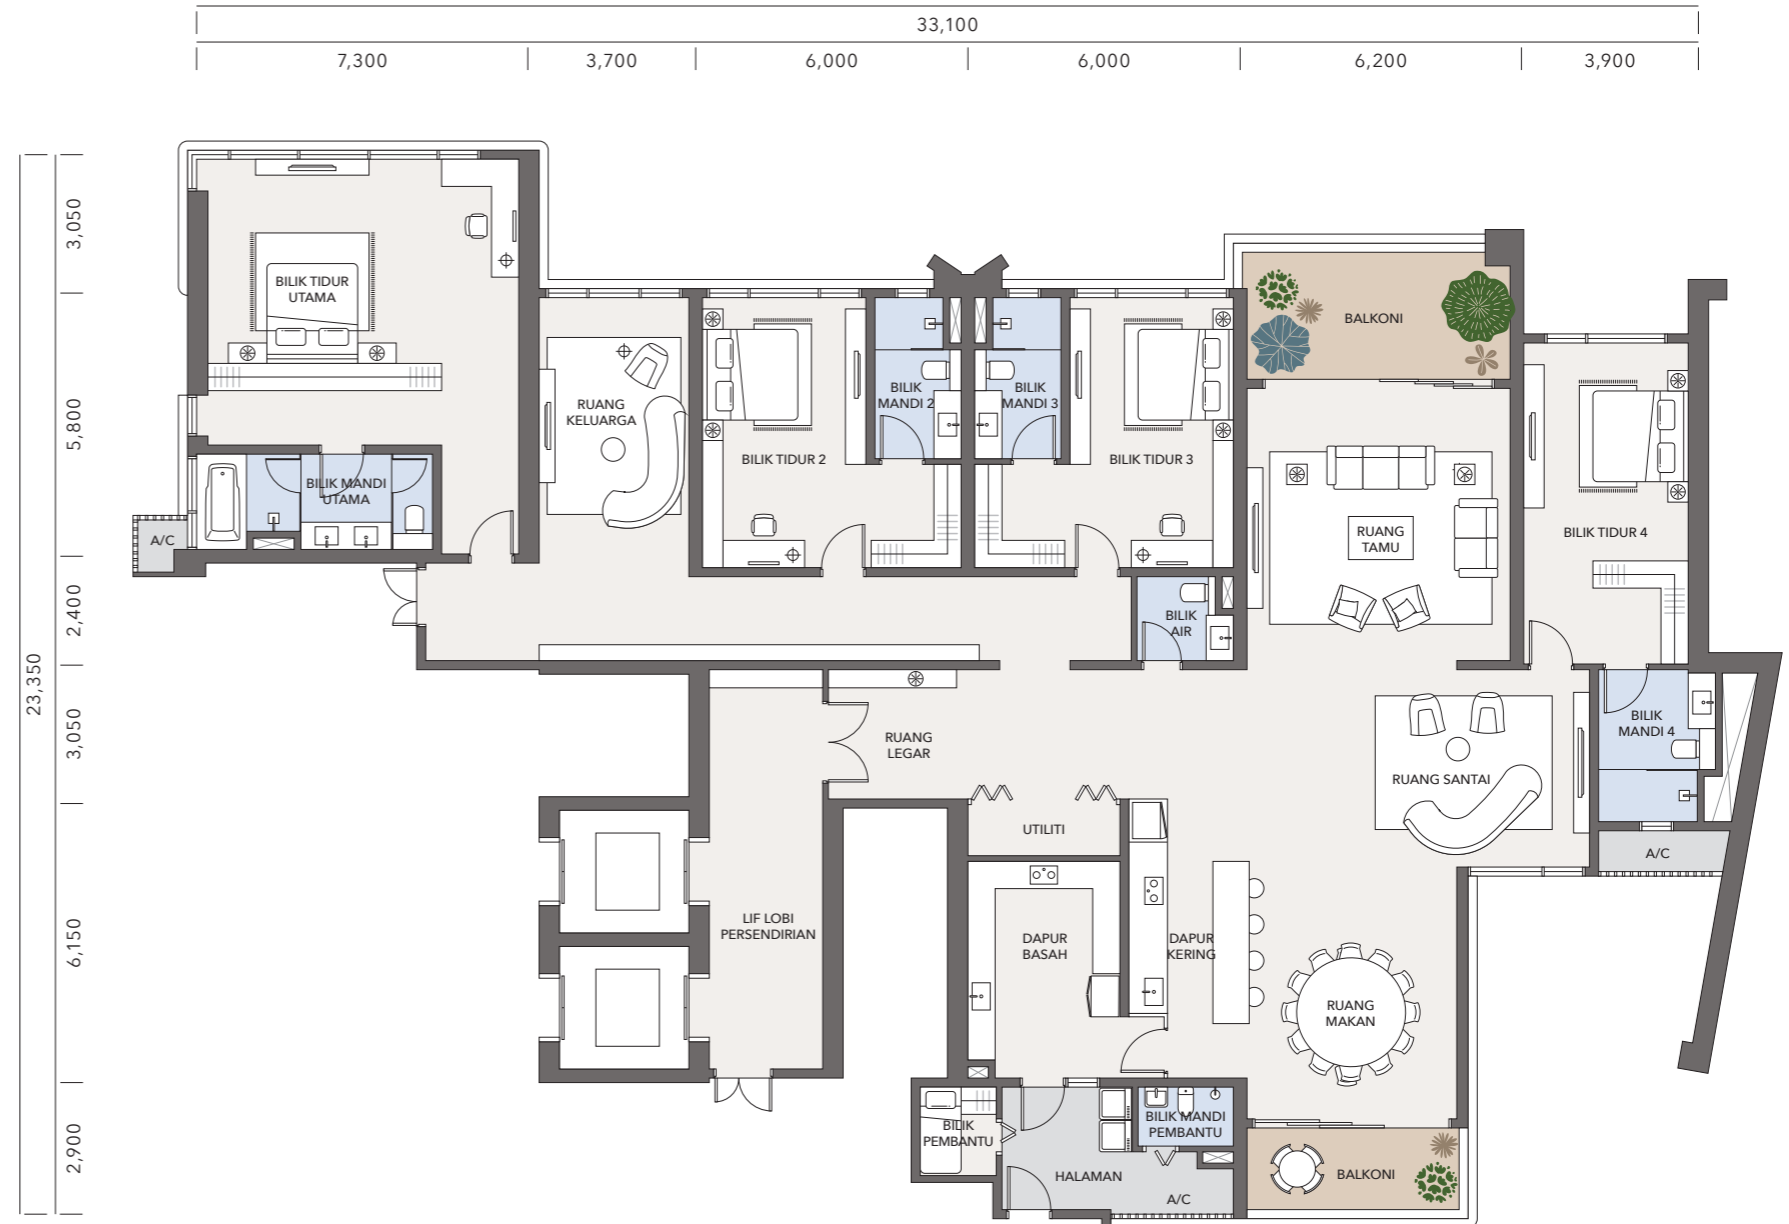 33,100
7,300
3,700
6,000
6,000
6,200
3,900
23,350
3,050
5,800
2,400
3,050
6,150
2,900
BILIK TIDUR
UTAMA
BILIK MANDI
UTAMA
A/C
RUANG
KELUARGA
BILIK TIDUR 2
BILIK
MANDI 2
BILIK
MANDI 3
BILIK TIDUR 3
BALKONI
RUANG
TAMU
BILIK TIDUR 4
BILIK
AIR
RUANG
LEGAR
BILIK
MANDI 4
RUANG SANTAI
A/C
UTILITI
LIF LOBI
PERSENDIRIAN
DAPUR
BASAH
DAPUR
KERING
RUANG
MAKAN
BILIK
PEMBANTU
BILIK MANDI
PEMBANTU
HALAMAN
A/C
BALKONI